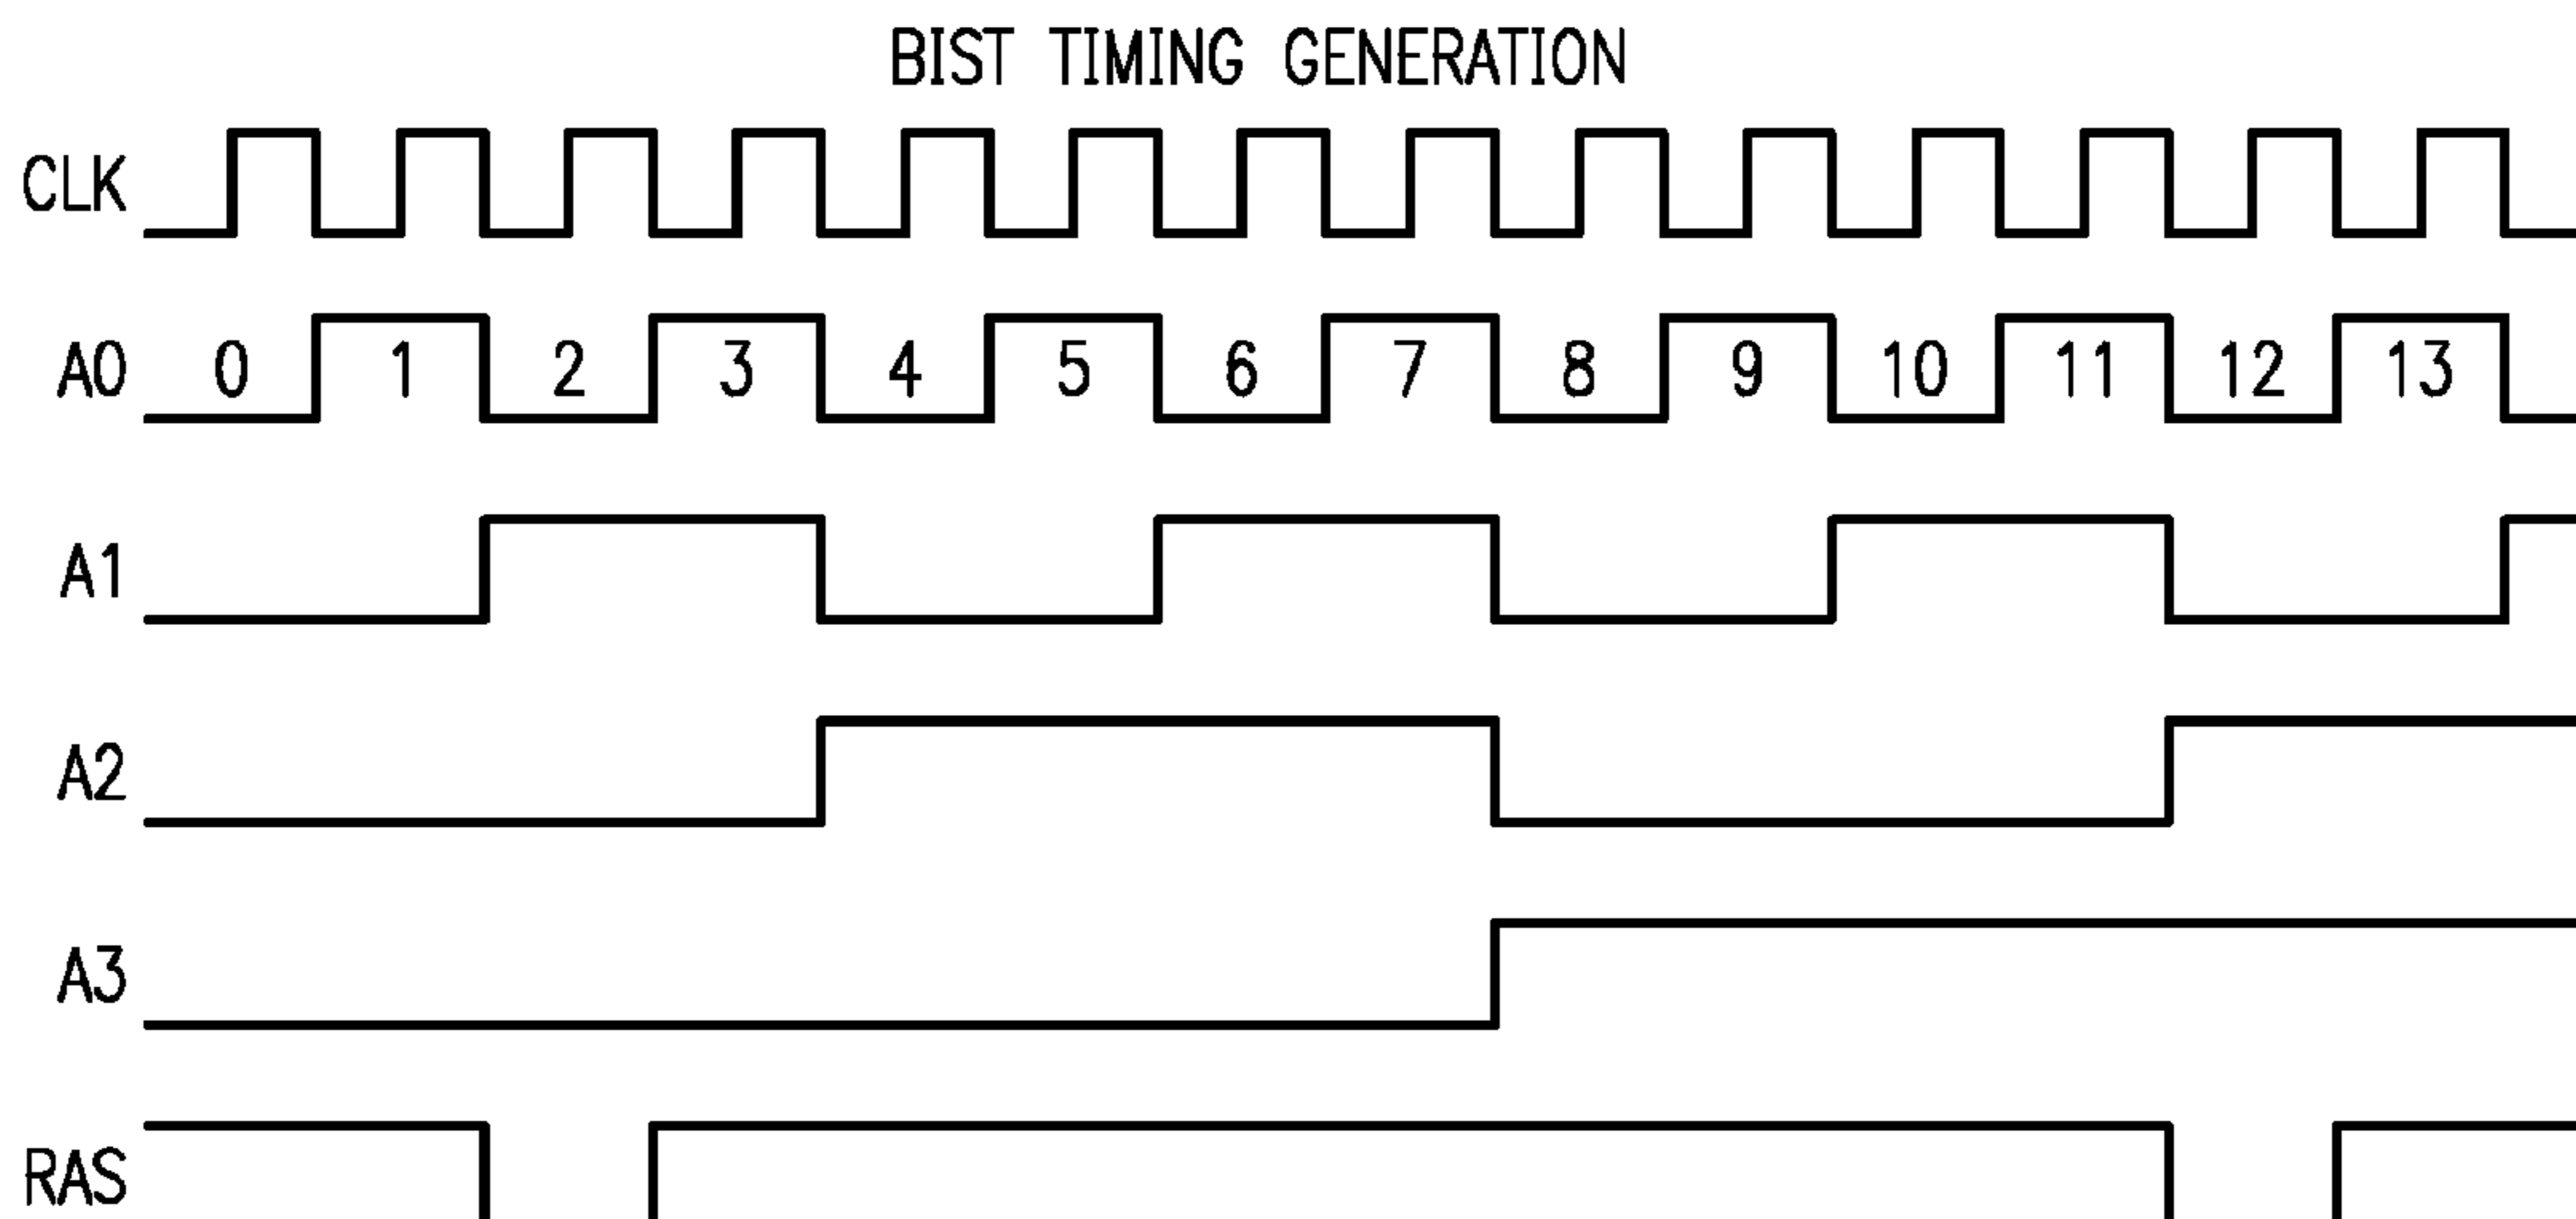 BIST TIMING GENERATION
CLK
A0 0 1 2 3 4 5 6 7 8 9 10 11 12 13
A1
A2
A3
RAS